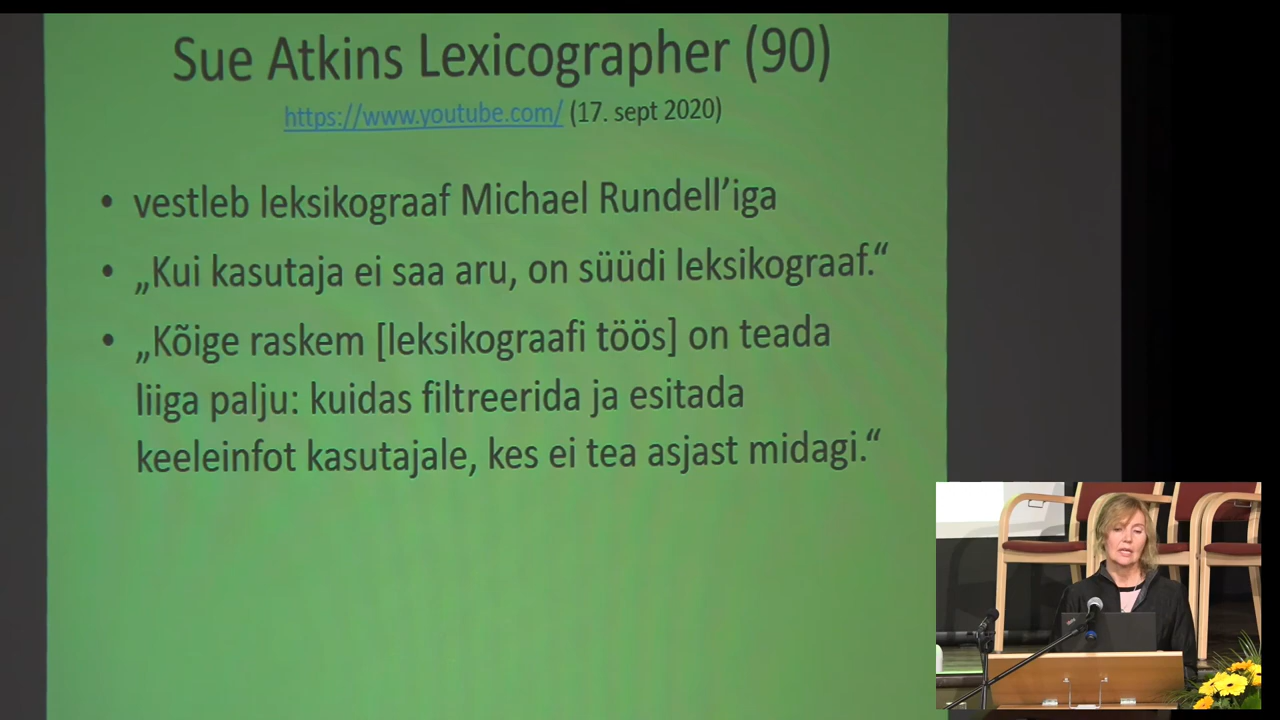 Sue Atkins Lexicographer (90)
https://www.youtube.com/ (17. sept 2020)
• vestleb leksikograaf Michael Rundell’iga
• „Kui kasutaja ei saa aru, on süüdi leksikograaf.“
• „Kõige raskem [leksikograafi töös] on teada
liiga palju: kuidas filtreerida ja esitada
keeleinfot kasutajale, kes ei tea asjast midagi.“